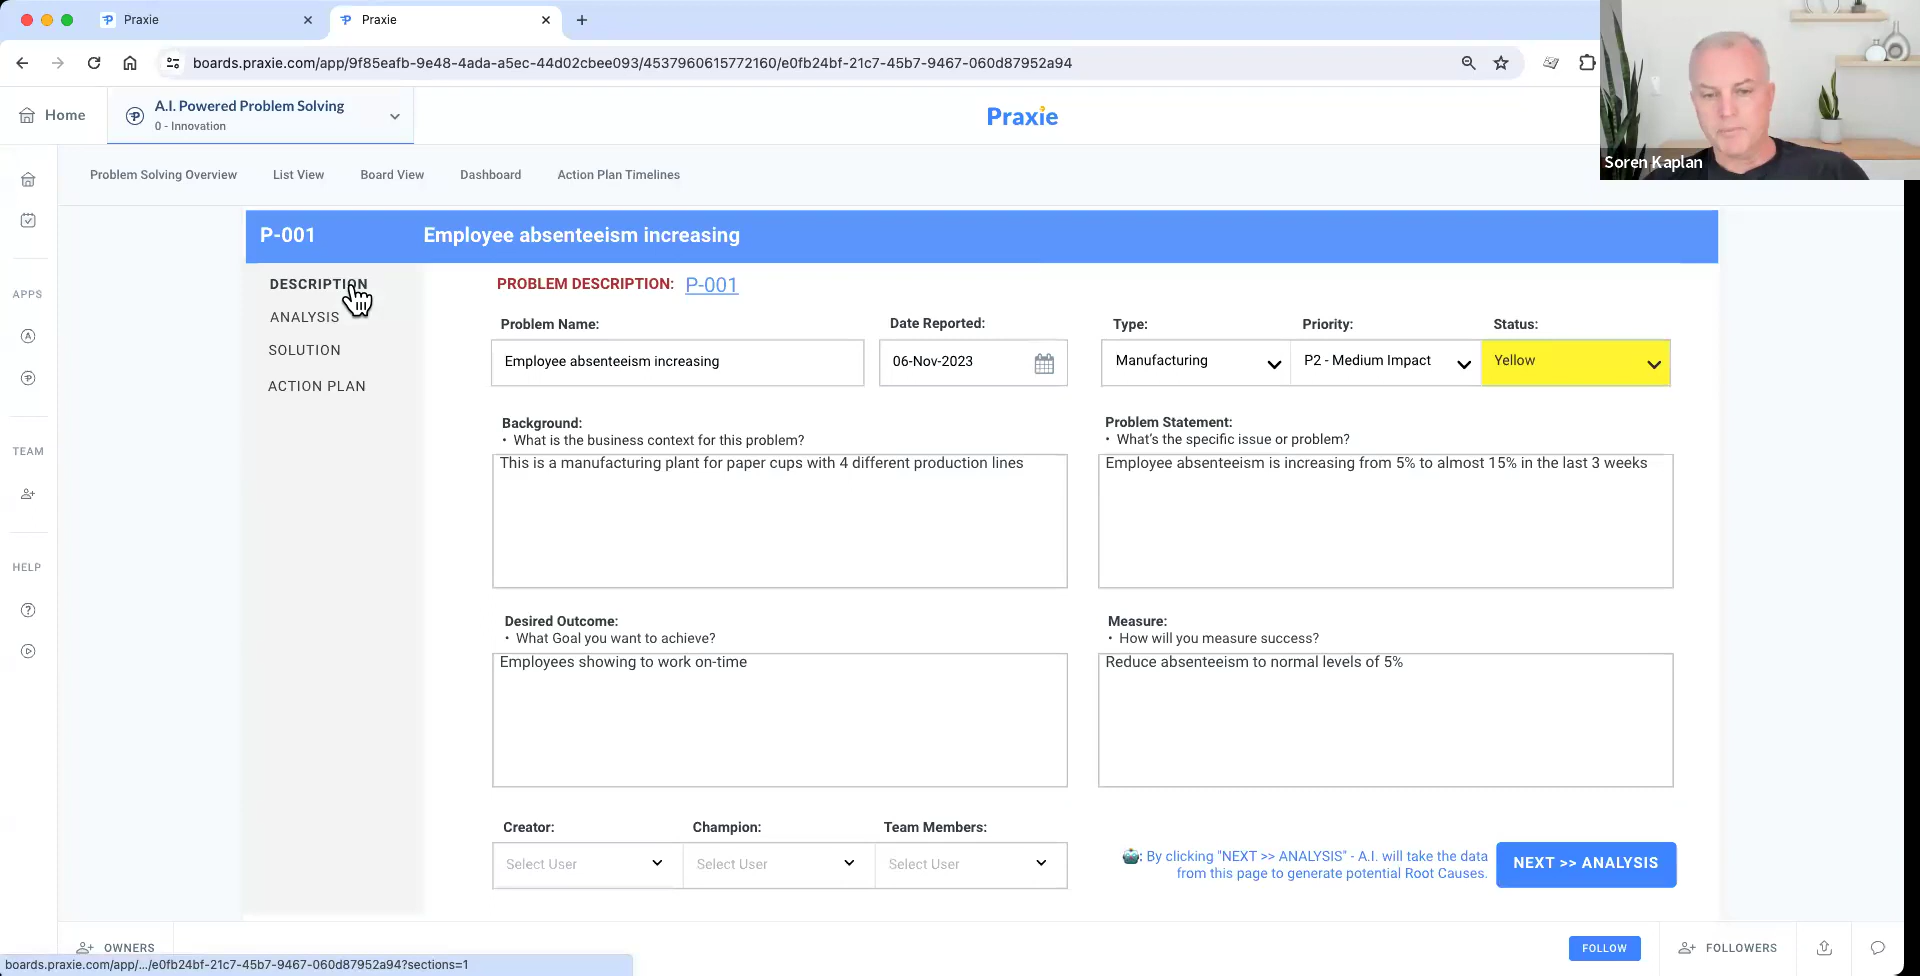 Praxie
Praxie
boards.praxie.com/app/9f85eafb-9e48-4ada-a5ec-44d02cbee093/4537960615772160/e0fb24bf-21c7-45b7-9467-060d87952a94
Soren Kaplan
Home
A.I. Powered Problem Solving
0 - Innovation
Praxie
Problem Solving Overview
List View
Board View
Dashboard
Action Plan Timelines
APPS
TEAM
HELP
P-001
Employee absenteeism increasing
DESCRIPTION
ANALYSIS
SOLUTION
ACTION PLAN
PROBLEM DESCRIPTION: P-001
Problem Name:
Date Reported:
Type:
Priority:
Status:
Employee absenteeism increasing
06-Nov-2023
Manufacturing
P2 - Medium Impact
Yellow
Background:
• What is the business context for this problem?
This is a manufacturing plant for paper cups with 4 different production lines
Problem Statement:
• What's the specific issue or problem?
Employee absenteeism is increasing from 5% to almost 15% in the last 3 weeks
Desired Outcome:
• What Goal you want to achieve?
Employees showing to work on-time
Measure:
• How will you measure success?
Reduce absenteeism to normal levels of 5%
Creator:
Champion:
Team Members:
Select User
Select User
Select User
: By clicking "NEXT >> ANALYSIS" - A.I. will take the data
from this page to generate potential Root Causes.
NEXT >> ANALYSIS
OWNERS
FOLLOW
FOLLOWERS
boards.praxie.com/app/.../e0fb24bf-21c7-45b7-9467-060d87952a94?sections=1